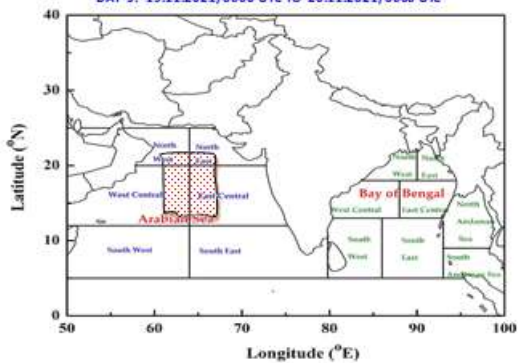 40
30
20
10
0
Latitude (°N)
North
West
North
East
West Central
East Central
Arabian Sea
South West
South East
North
West
North
East
Bay of Bengal
West Central
East Central
North
Andaman
Sea
South
West
South
East
South
Andaman Sea
50 60 70 80 90 100
Longitude (°E)